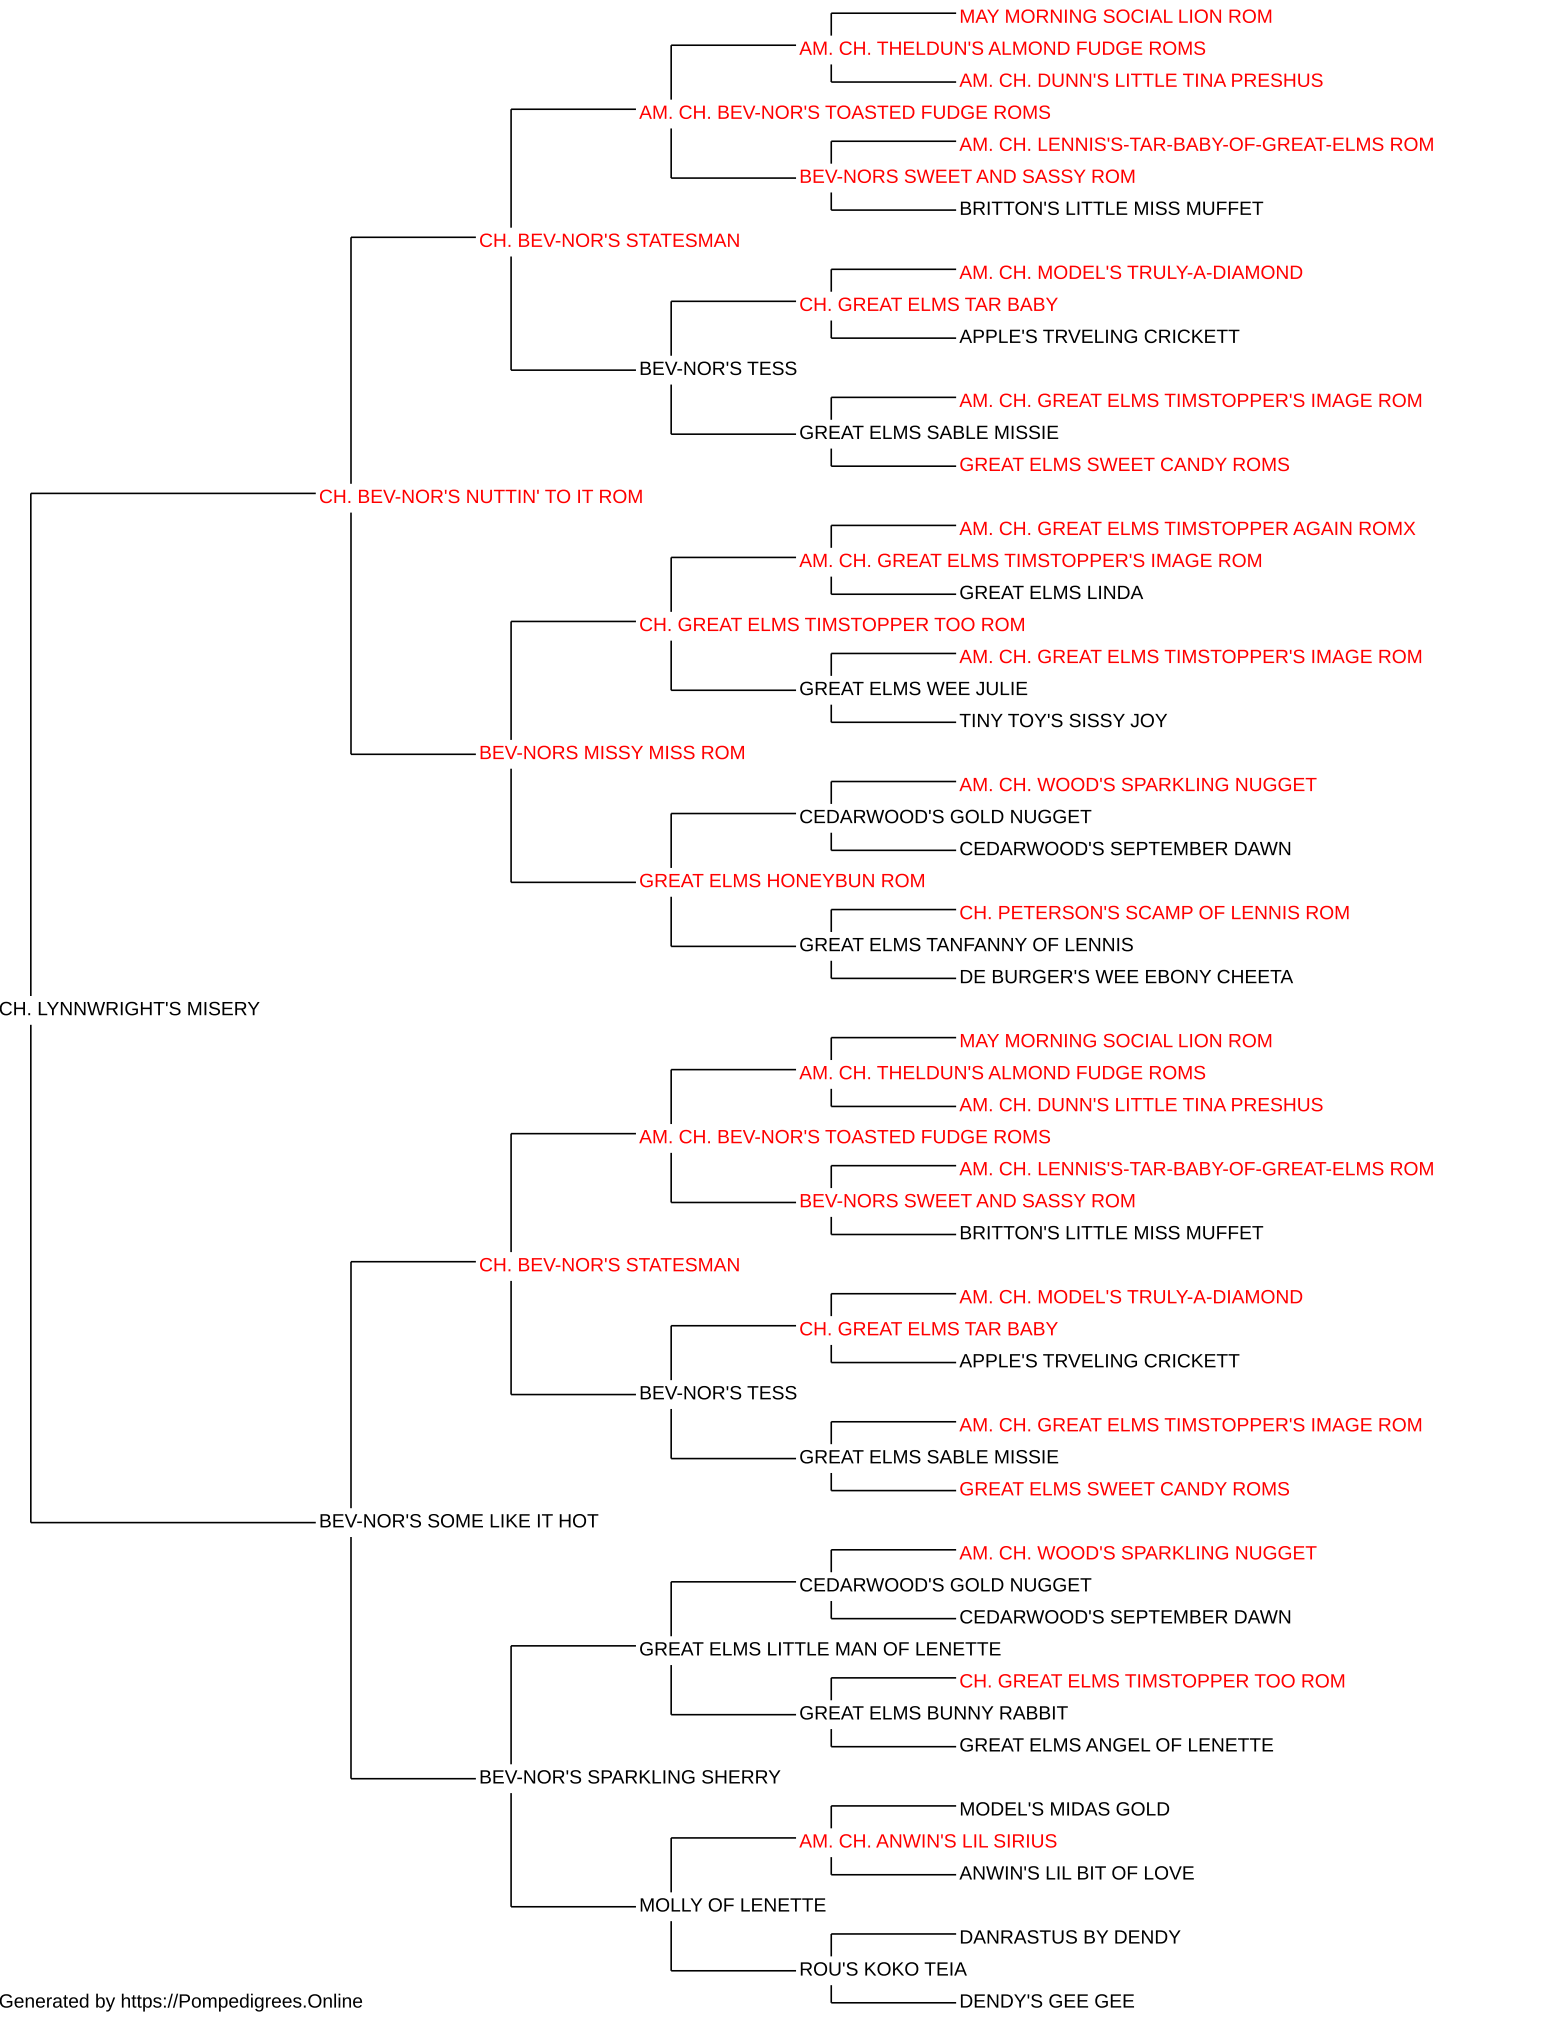 MAY MORNING SOCIAL LION ROM
AM. CH. THELDUN'S ALMOND FUDGE ROMS
AM. CH. DUNN'S LITTLE TINA PRESHUS
AM. CH. BEV-NOR'S TOASTED FUDGE ROMS
AM. CH. LENNIS'S-TAR-BABY-OF-GREAT-ELMS ROM
BEV-NORS SWEET AND SASSY ROM
BRITTON'S LITTLE MISS MUFFET
CH. BEV-NOR'S STATESMAN
AM. CH. MODEL'S TRULY-A-DIAMOND
CH. GREAT ELMS TAR BABY
APPLE'S TRVELING CRICKETT
BEV-NOR'S TESS
AM. CH. GREAT ELMS TIMSTOPPER'S IMAGE ROM
GREAT ELMS SABLE MISSIE
GREAT ELMS SWEET CANDY ROMS
CH. BEV-NOR'S NUTTIN' TO IT ROM
AM. CH. GREAT ELMS TIMSTOPPER AGAIN ROMX
AM. CH. GREAT ELMS TIMSTOPPER'S IMAGE ROM
GREAT ELMS LINDA
CH. GREAT ELMS TIMSTOPPER TOO ROM
AM. CH. GREAT ELMS TIMSTOPPER'S IMAGE ROM
GREAT ELMS WEE JULIE
TINY TOY'S SISSY JOY
BEV-NORS MISSY MISS ROM
AM. CH. WOOD'S SPARKLING NUGGET
CEDARWOOD'S GOLD NUGGET
CEDARWOOD'S SEPTEMBER DAWN
GREAT ELMS HONEYBUN ROM
CH. PETERSON'S SCAMP OF LENNIS ROM
GREAT ELMS TANFANNY OF LENNIS
DE BURGER'S WEE EBONY CHEETA
CH. LYNNWRIGHT'S MISERY
MAY MORNING SOCIAL LION ROM
AM. CH. THELDUN'S ALMOND FUDGE ROMS
AM. CH. DUNN'S LITTLE TINA PRESHUS
AM. CH. BEV-NOR'S TOASTED FUDGE ROMS
AM. CH. LENNIS'S-TAR-BABY-OF-GREAT-ELMS ROM
BEV-NORS SWEET AND SASSY ROM
BRITTON'S LITTLE MISS MUFFET
CH. BEV-NOR'S STATESMAN
AM. CH. MODEL'S TRULY-A-DIAMOND
CH. GREAT ELMS TAR BABY
APPLE'S TRVELING CRICKETT
BEV-NOR'S TESS
AM. CH. GREAT ELMS TIMSTOPPER'S IMAGE ROM
GREAT ELMS SABLE MISSIE
GREAT ELMS SWEET CANDY ROMS
BEV-NOR'S SOME LIKE IT HOT
AM. CH. WOOD'S SPARKLING NUGGET
CEDARWOOD'S GOLD NUGGET
CEDARWOOD'S SEPTEMBER DAWN
GREAT ELMS LITTLE MAN OF LENETTE
CH. GREAT ELMS TIMSTOPPER TOO ROM
GREAT ELMS BUNNY RABBIT
GREAT ELMS ANGEL OF LENETTE
BEV-NOR'S SPARKLING SHERRY
MODEL'S MIDAS GOLD
AM. CH. ANWIN'S LIL SIRIUS
ANWIN'S LIL BIT OF LOVE
MOLLY OF LENETTE
DANRASTUS BY DENDY
ROU'S KOKO TEIA
DENDY'S GEE GEE
Generated by https://Pompedigrees.Online